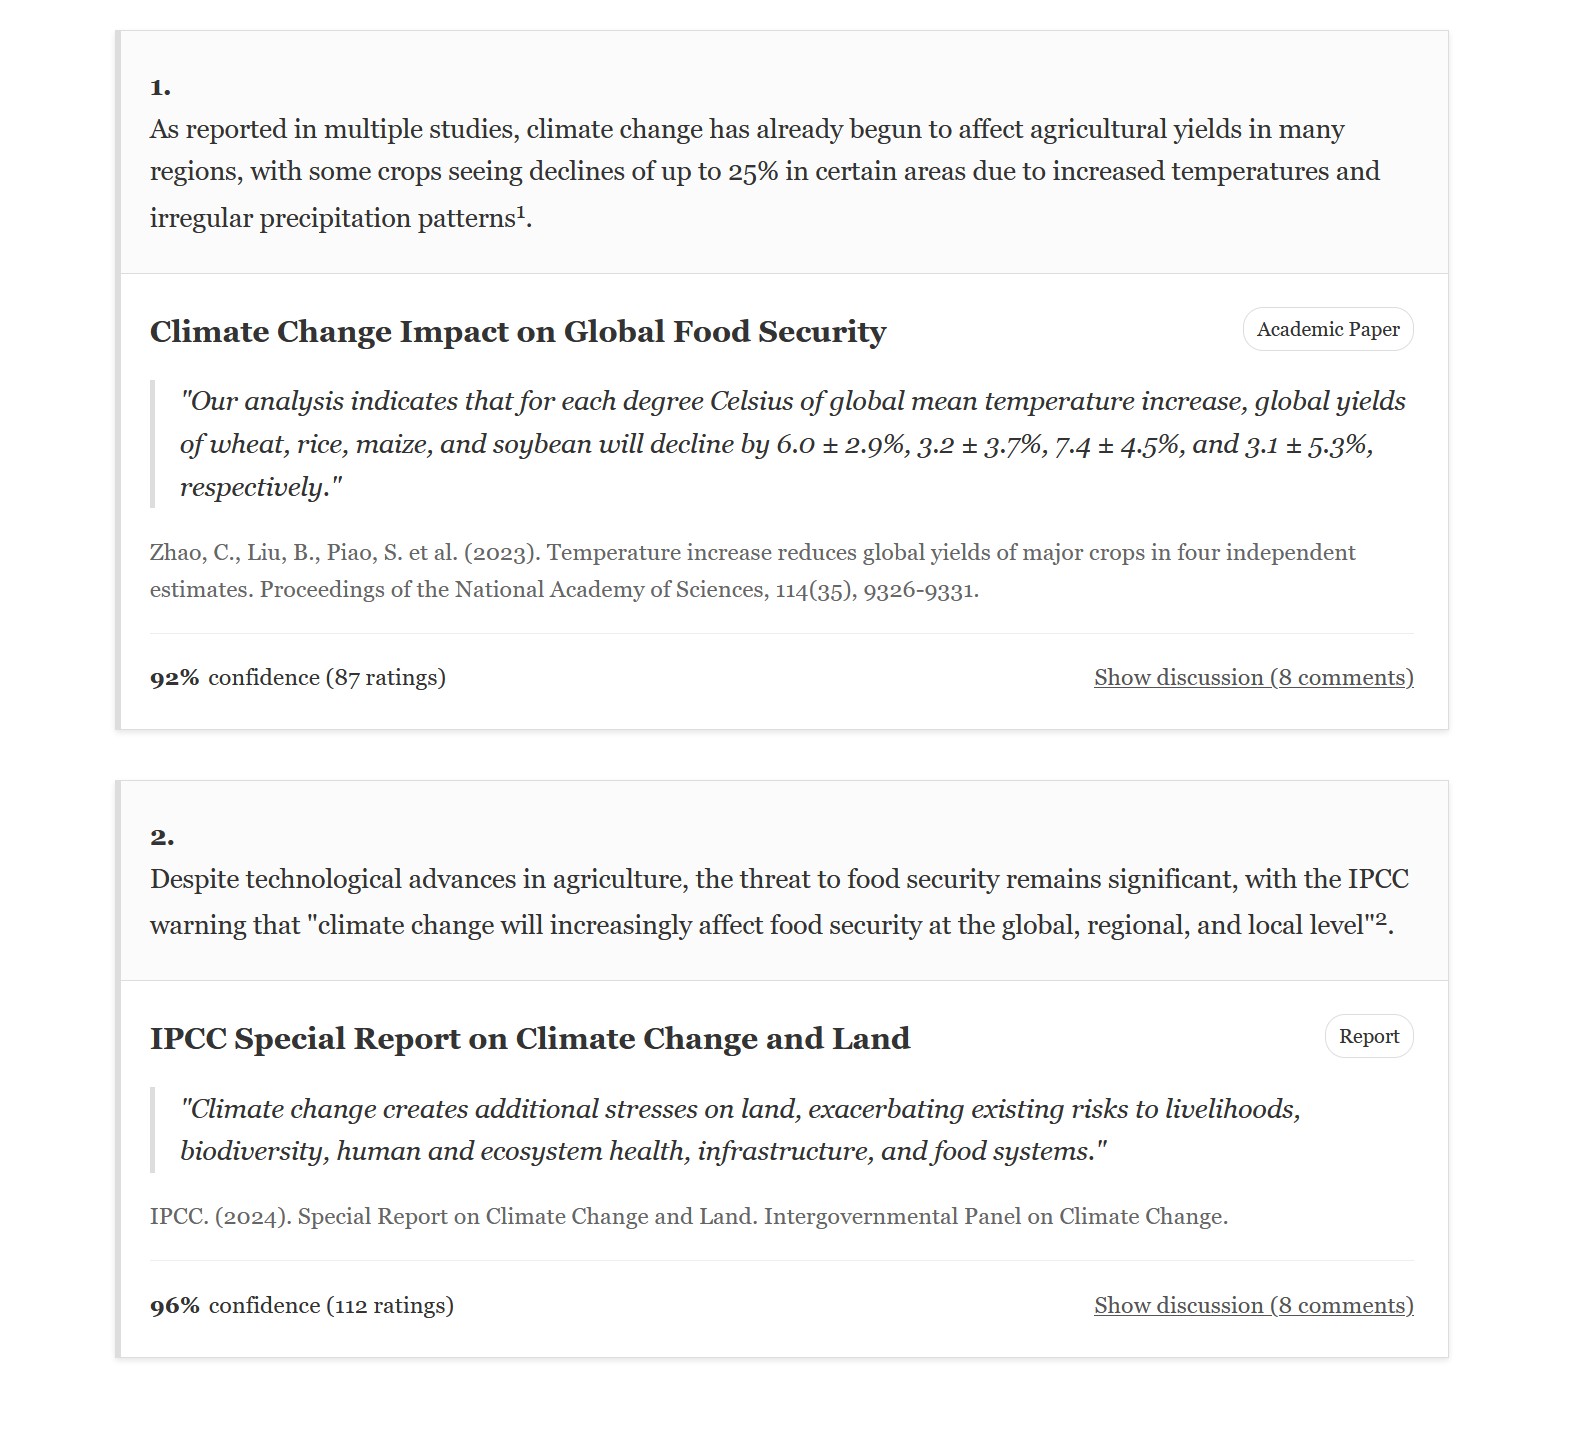 1.
As reported in multiple studies, climate change has already begun to affect agricultural yields in many
regions, with some crops seeing declines of up to 25% in certain areas due to increased temperatures and
irregular precipitation patterns¹.
Climate Change Impact on Global Food Security
Academic Paper
"Our analysis indicates that for each degree Celsius of global mean temperature increase, global yields
of wheat, rice, maize, and soybean will decline by 6.0 ± 2.9%, 3.2 ± 3.7%, 7.4 ± 4.5%, and 3.1 ± 5.3%,
respectively."
Zhao, C., Liu, B., Piao, S. et al. (2023). Temperature increase reduces global yields of major crops in four independent
estimates. Proceedings of the National Academy of Sciences, 114(35), 9326-9331.
92% confidence (87 ratings)
Show discussion (8 comments)
2.
Despite technological advances in agriculture, the threat to food security remains significant, with the IPCC
warning that "climate change will increasingly affect food security at the global, regional, and local level"².
IPCC Special Report on Climate Change and Land
Report
"Climate change creates additional stresses on land, exacerbating existing risks to livelihoods,
biodiversity, human and ecosystem health, infrastructure, and food systems."
IPCC. (2024). Special Report on Climate Change and Land. Intergovernmental Panel on Climate Change.
96% confidence (112 ratings)
Show discussion (8 comments)